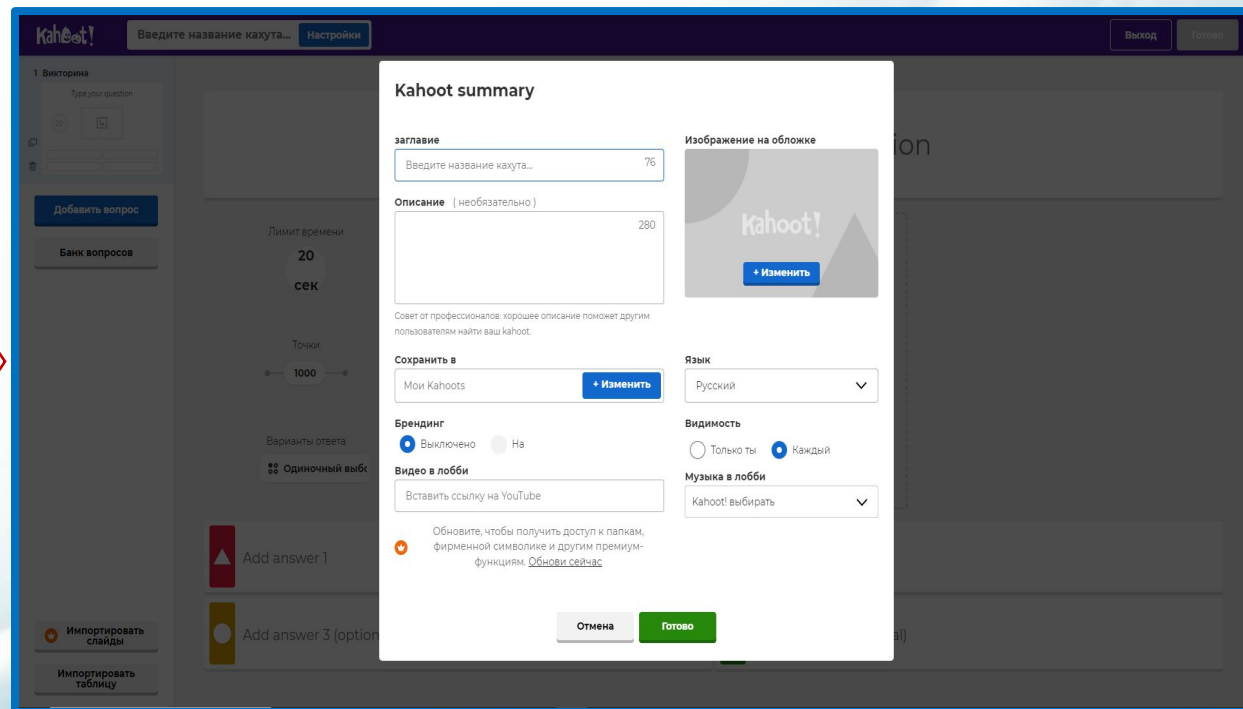 Kahoot!
Введите название кахута...
Настройки
Выход
Готово
1 Викторина
Type your question
20
Добавить вопрос
Банк вопросов
Импортировать
слайды
Импортировать
таблицу
Лимит времени
20
сек
Точки
1000
Варианты ответа
Одиночный выбо
ion
Add answer 1
Add answer 3 (option
al)
Kahoot summary
заглавие
Введите название кахута...
76
Описание ( необязательно )
280
Совет от профессионалов: хорошее описание поможет другим
пользователям найти ваш kahoot.
Изображение на обложке
Kahoot!
+ Изменить
Сохранить в
Мои Kahoots
+ Изменить
Язык
Русский
Брендинг
Выключено
На
Видимость
Только ты
Каждый
Видео в лобби
Вставить ссылку на YouTube
Музыка в лобби
Kahoot! выбирать
Обновите, чтобы получить доступ к папкам,
фирменной символике и другим премиум-
функциям. Обнови сейчас
Отмена
Готово